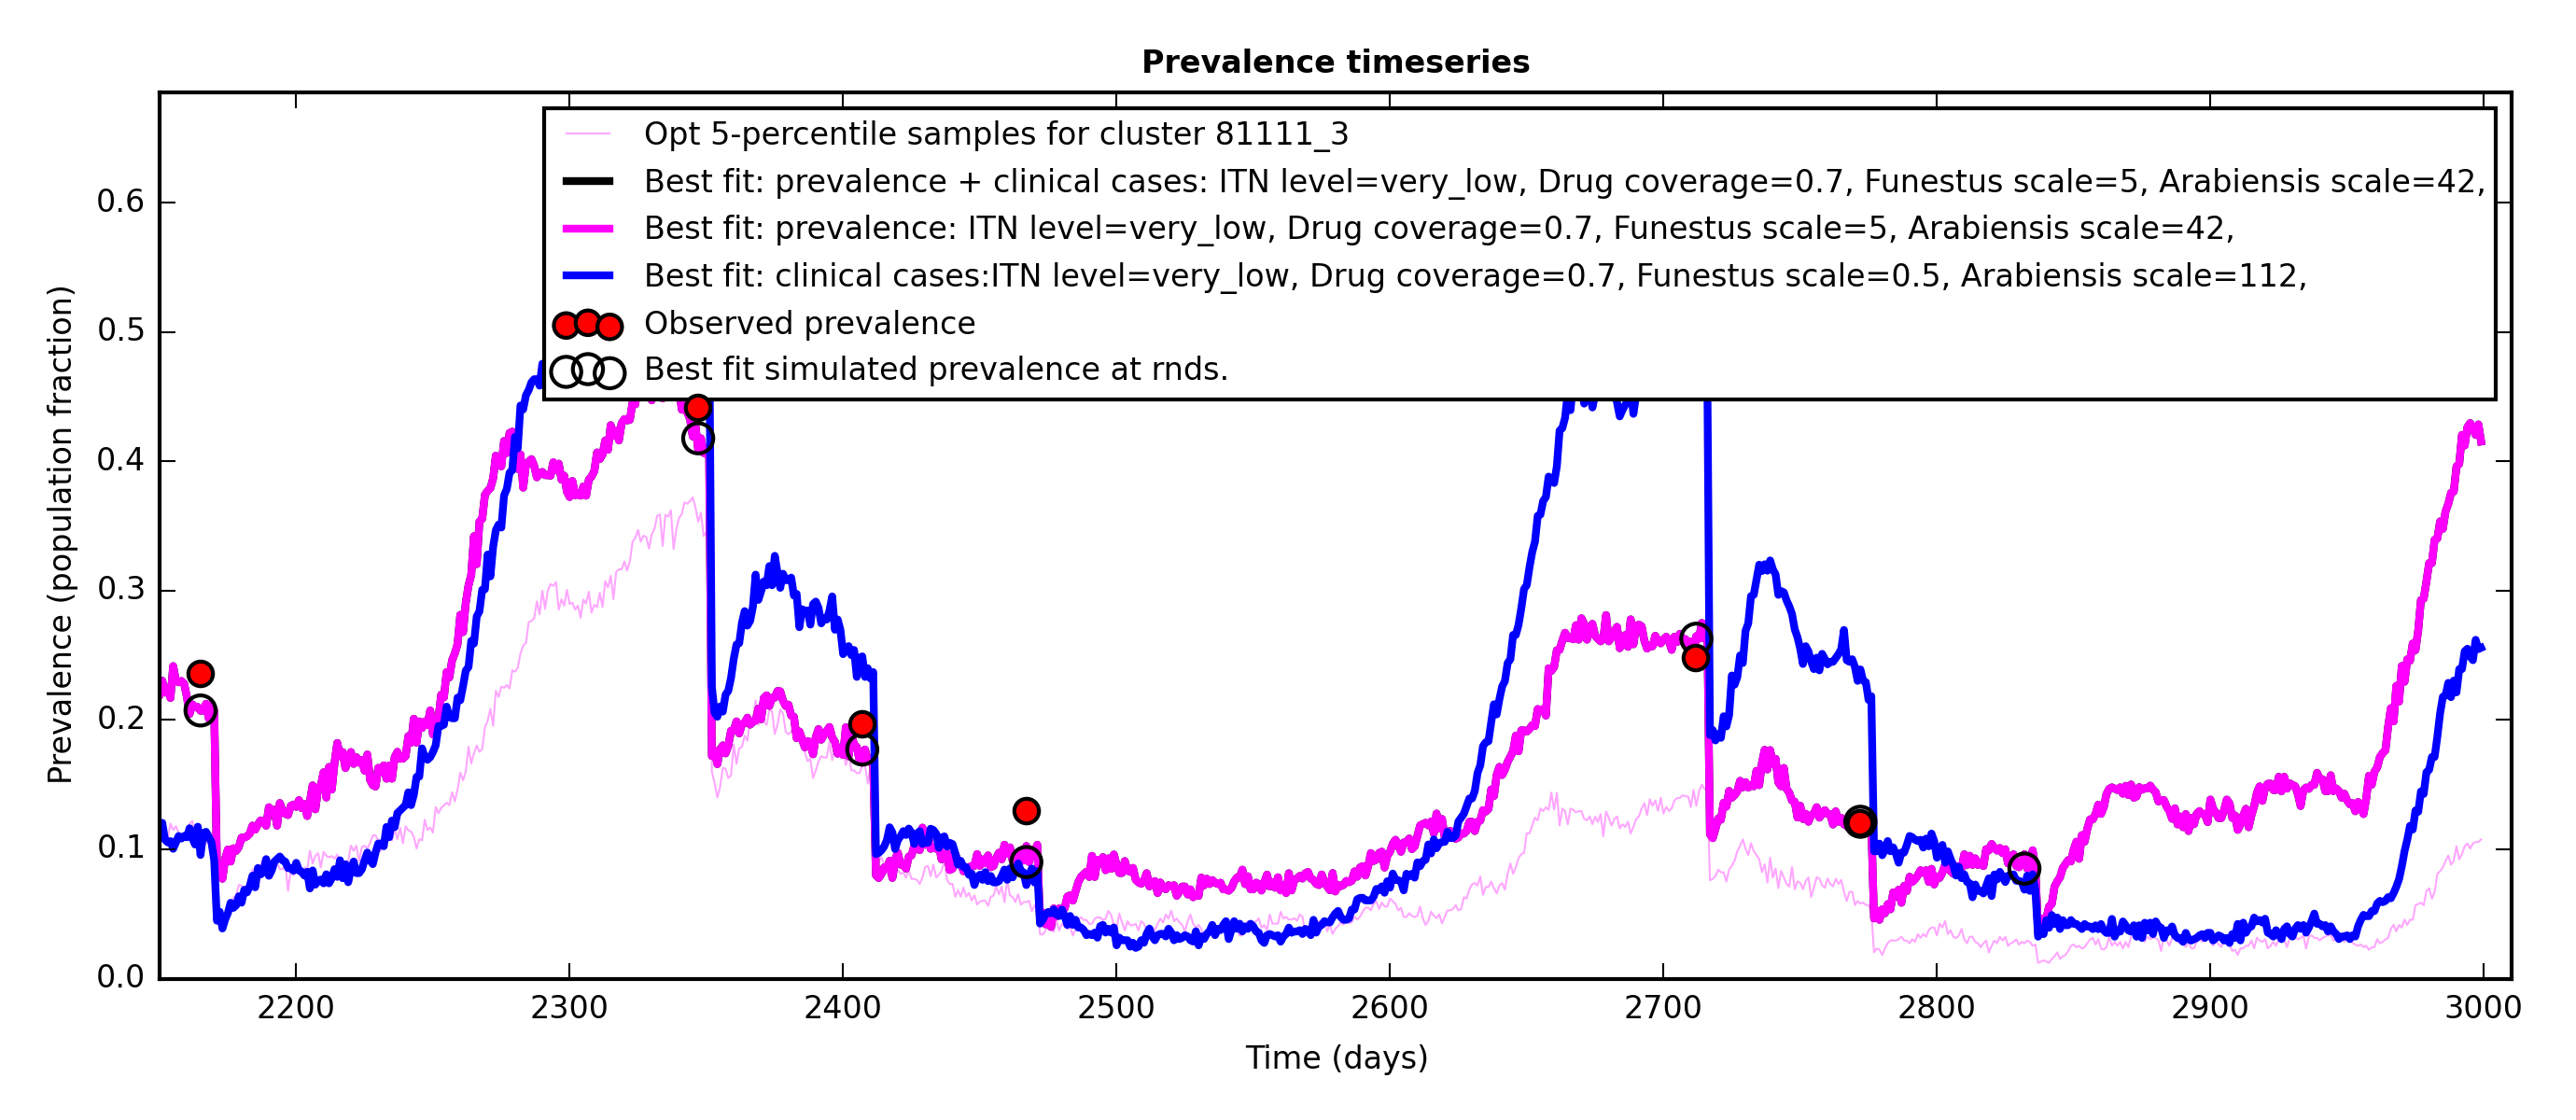 Prevalence timeseries
Opt 5-percentile samples for cluster 81111_3
Best fit: prevalence + clinical cases: ITN level=very_low, Drug coverage=0.7, Funestus scale=5, Arabiensis scale=42,
Best fit: prevalence: ITN level=very_low, Drug coverage=0.7, Funestus scale=5, Arabiensis scale=42,
Best fit: clinical cases:ITN level=very_low, Drug coverage=0.7, Funestus scale=0.5, Arabiensis scale=112,
Observed prevalence
Best fit simulated prevalence at rnds.
Prevalence (population fraction)
0.6
0.5
0.4
0.3
0.2
0.1
0.0
2200 2300 2400 2500 2600 2700 2800 2900 3000
Time (days)